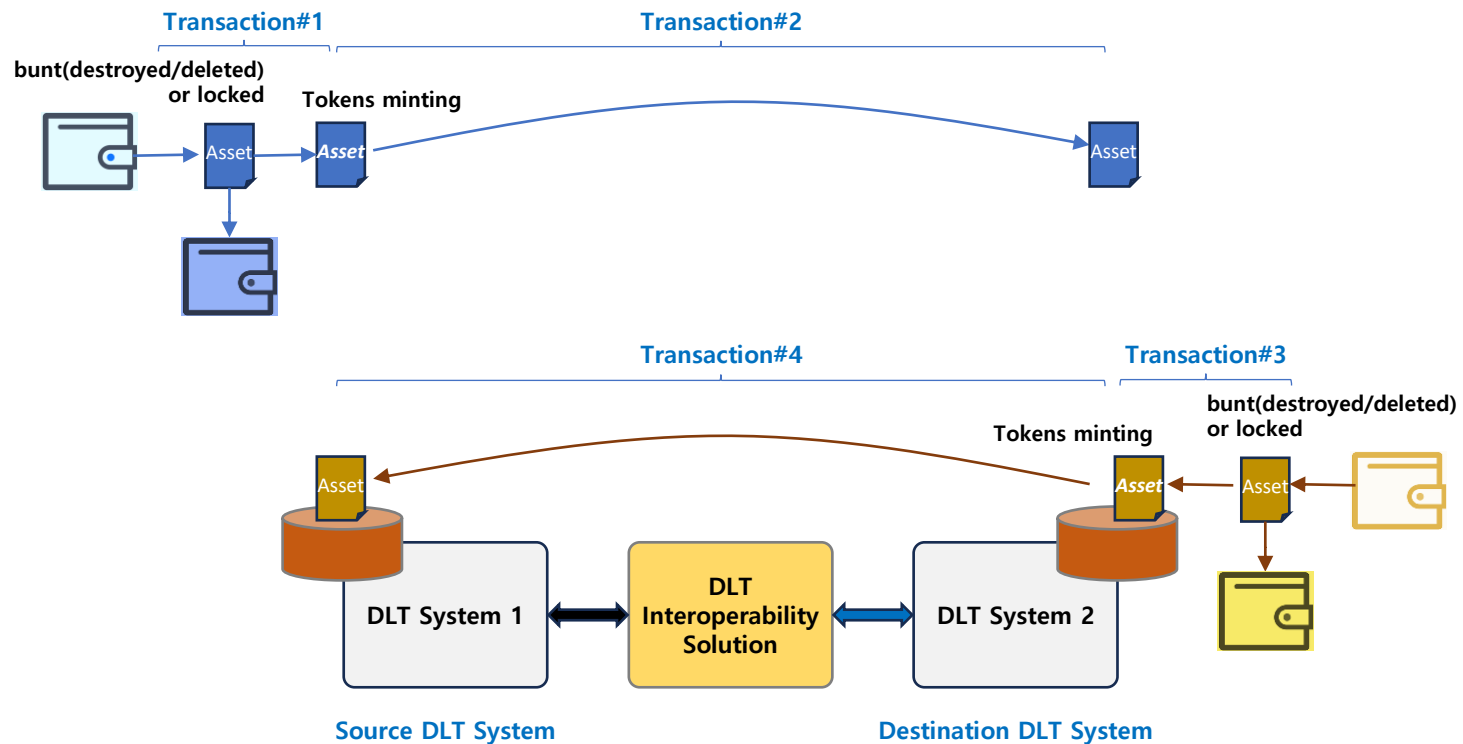 Transaction#1
Transaction#2
bunt(destroyed/deleted)
or locked
Tokens minting
Asset
Asset
Asset
Transaction#4
Transaction#3
bunt(destroyed/deleted)
or locked
Tokens minting
Asset
Asset
Asset
DLT System 1
DLT
Interoperability
Solution
DLT System 2
Source DLT System
Destination DLT System